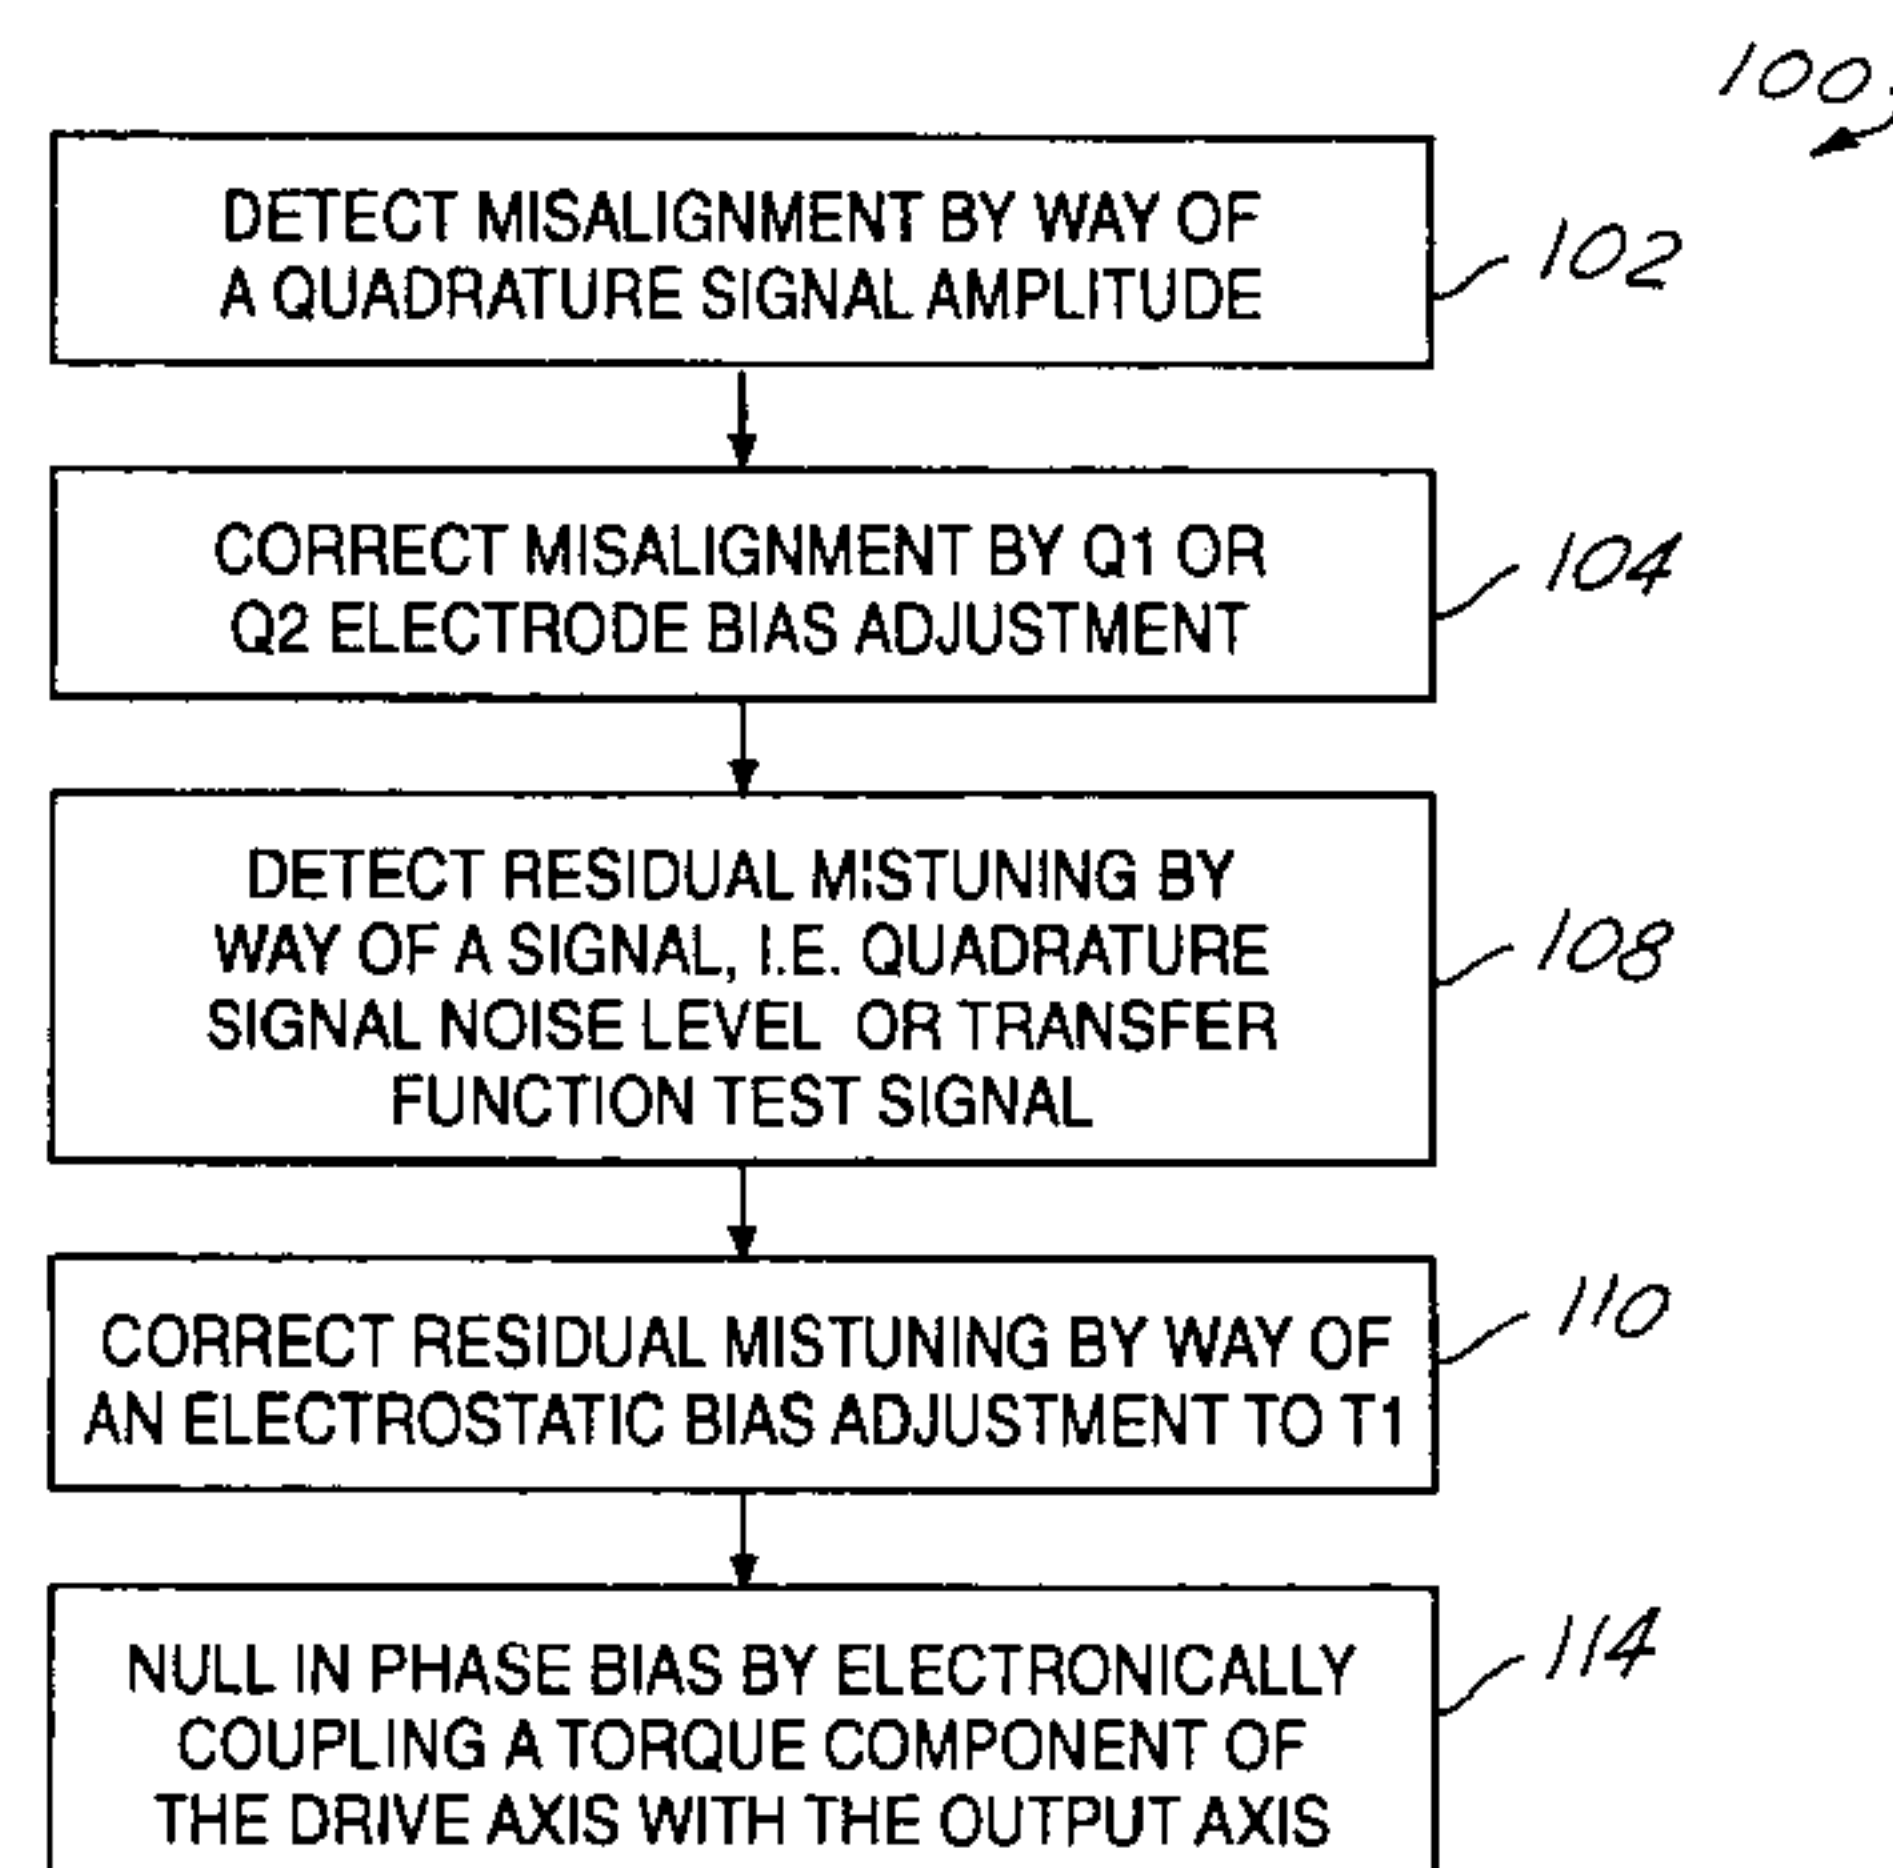 100
DETECT MISALIGNMENT BY WAY OF
A QUADRATURE SIGNAL AMPLITUDE
102
CORRECT MISALIGNMENT BY Q1 OR
Q2 ELECTRODE BIAS ADJUSTMENT
104
DETECT RESIDUAL MISTUNING BY
WAY OF A SIGNAL, I.E. QUADRATURE
SIGNAL NOISE LEVEL OR TRANSFER
FUNCTION TEST SIGNAL
108
CORRECT RESIDUAL MISTUNING BY WAY OF
AN ELECTROSTATIC BIAS ADJUSTMENT TO T1
110
NULL IN PHASE BIAS BY ELECTRONICALLY
COUPLING A TORQUE COMPONENT OF
THE DRIVE AXIS WITH THE OUTPUT AXIS
114